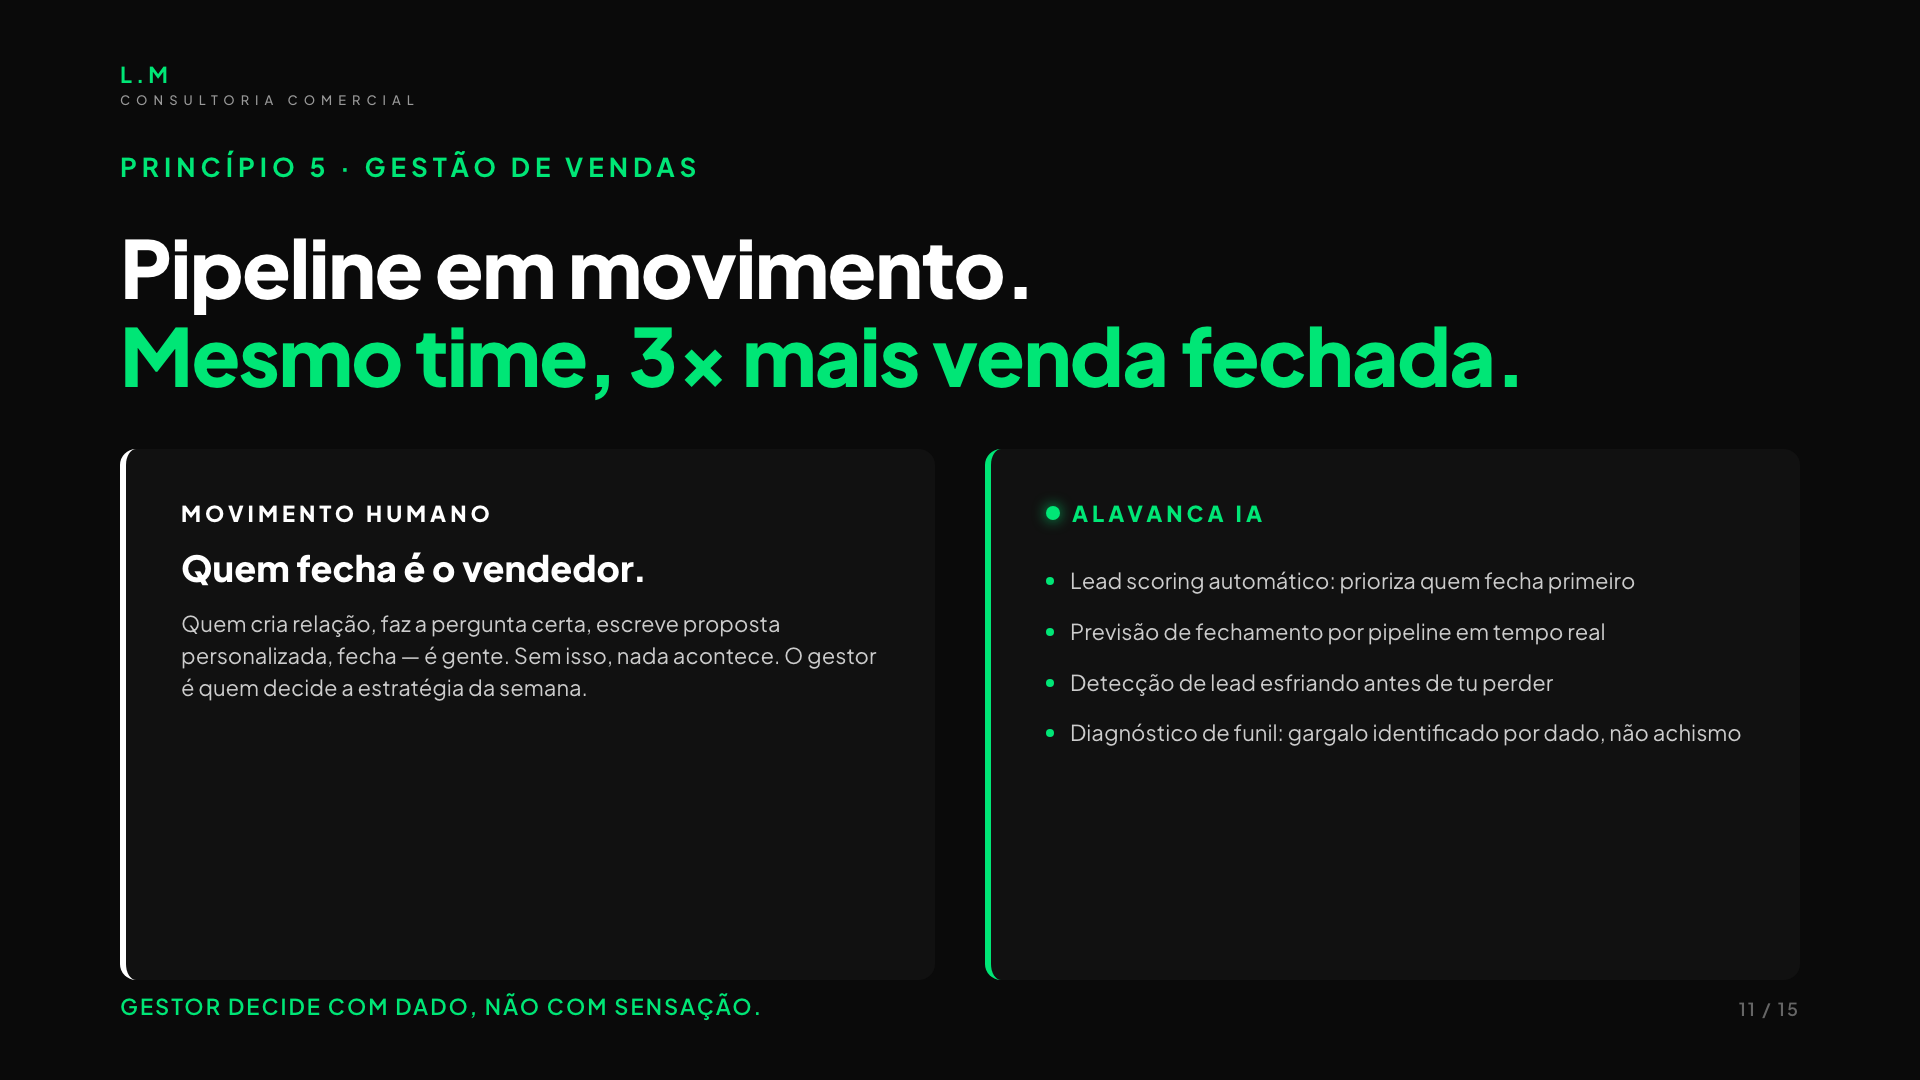 L.M
CONSULTORIA COMERCIAL
PRINCÍPIO 5 · GESTÃO DE VENDAS
Pipeline em movimento.
Mesmo time, 3× mais venda fechada.
MOVIMENTO HUMANO
Quem fecha é o vendedor.
Quem cria relação, faz a pergunta certa, escreve proposta
personalizada, fecha — é gente. Sem isso, nada acontece. O gestor
é quem decide a estratégia da semana.
ALAVANCA IA
Lead scoring automático: prioriza quem fecha primeiro
Previsão de fechamento por pipeline em tempo real
Detecção de lead esfriando antes de tu perder
Diagnóstico de funil: gargalo identificado por dado, não achismo
GESTOR DECIDE COM DADO, NÃO COM SENSAÇÃO.
11 / 15